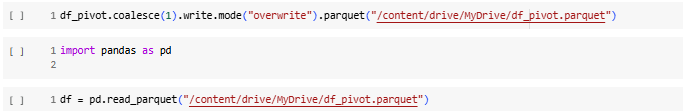 [ ] 1 df_pivot.coalesce(1).write.mode("overwrite").parquet("/content/drive/MyDrive/df_pivot.parquet")
[ ] 1 import pandas as pd
2
[ ] 1 df = pd.read_parquet("/content/drive/MyDrive/df_pivot.parquet")